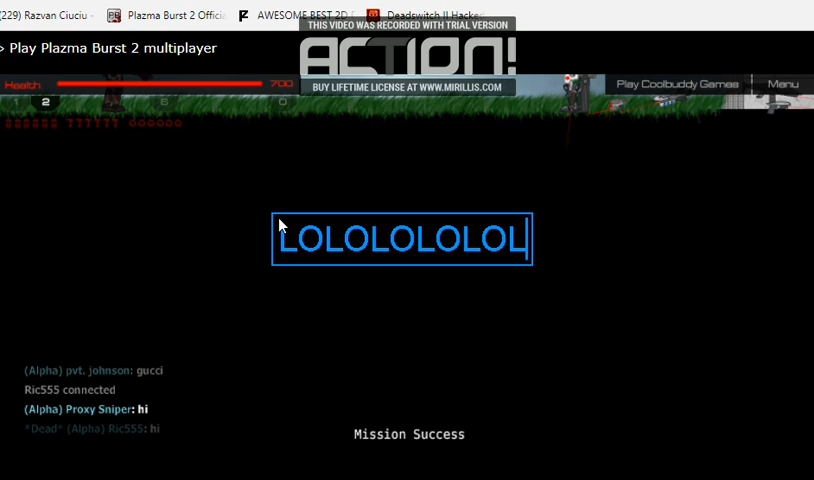 (229) Razvan Ciuciu -
Plazma Burst 2 Officia
AWESOME BEST 2D
Deadswitch II Hacked
THIS VIDEO WAS RECORDED WITH TRIAL VERSION
> Play Plazma Burst 2 multiplayer
ACTION!
BUY LIFETIME LICENSE AT WWW.MIRILLIS.COM
Health 700 Play Coolbuddy Games Menu
1 2 6 0
LOLOLOLOLOL
(Alpha) pvt. johnson: gucci
Ric555 connected
(Alpha) Proxy Sniper: hi
*Dead* (Alpha) Ric555: hi
Mission Success